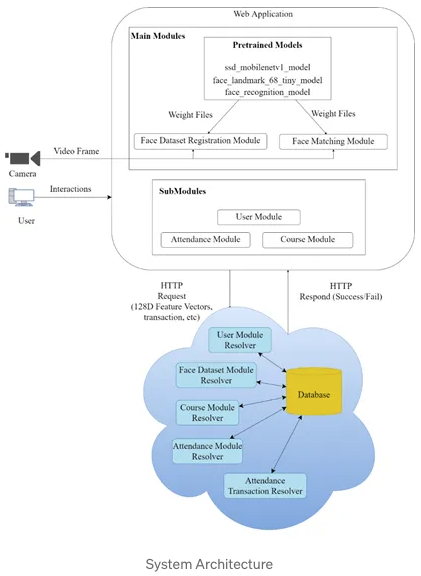 Web Application
Main Modules
Pretrained Models
ssd_mobilenetv1_model
face_landmark_68_tiny_model
face_recognition_model
Weight Files
Weight Files
Face Dataset Registration Module
Face Matching Module
Video Frame
Camera
Interactions
User
SubModules
User Module
Attendance Module
Course Module
HTTP
Request
(128D Feature Vectors,
transaction, etc)
HTTP
Respond (Success/Fail)
User Module
Resolver
Face Dataset Module
Resolver
Course Module
Resolver
Attendance Module
Resolver
Attendance
Transaction Resolver
Database
System Architecture